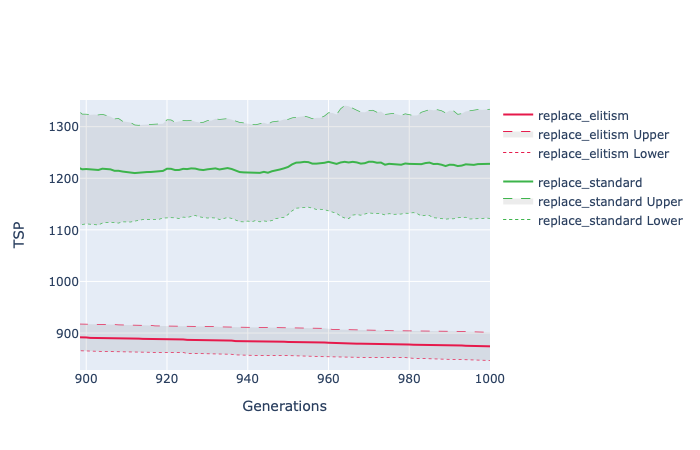 1300
1200
1100
1000
900
TSP
900
920
940
960
980
1000
Generations
replace_elitism
replace_elitism Upper
replace_elitism Lower
replace_standard
replace_standard Upper
replace_standard Lower